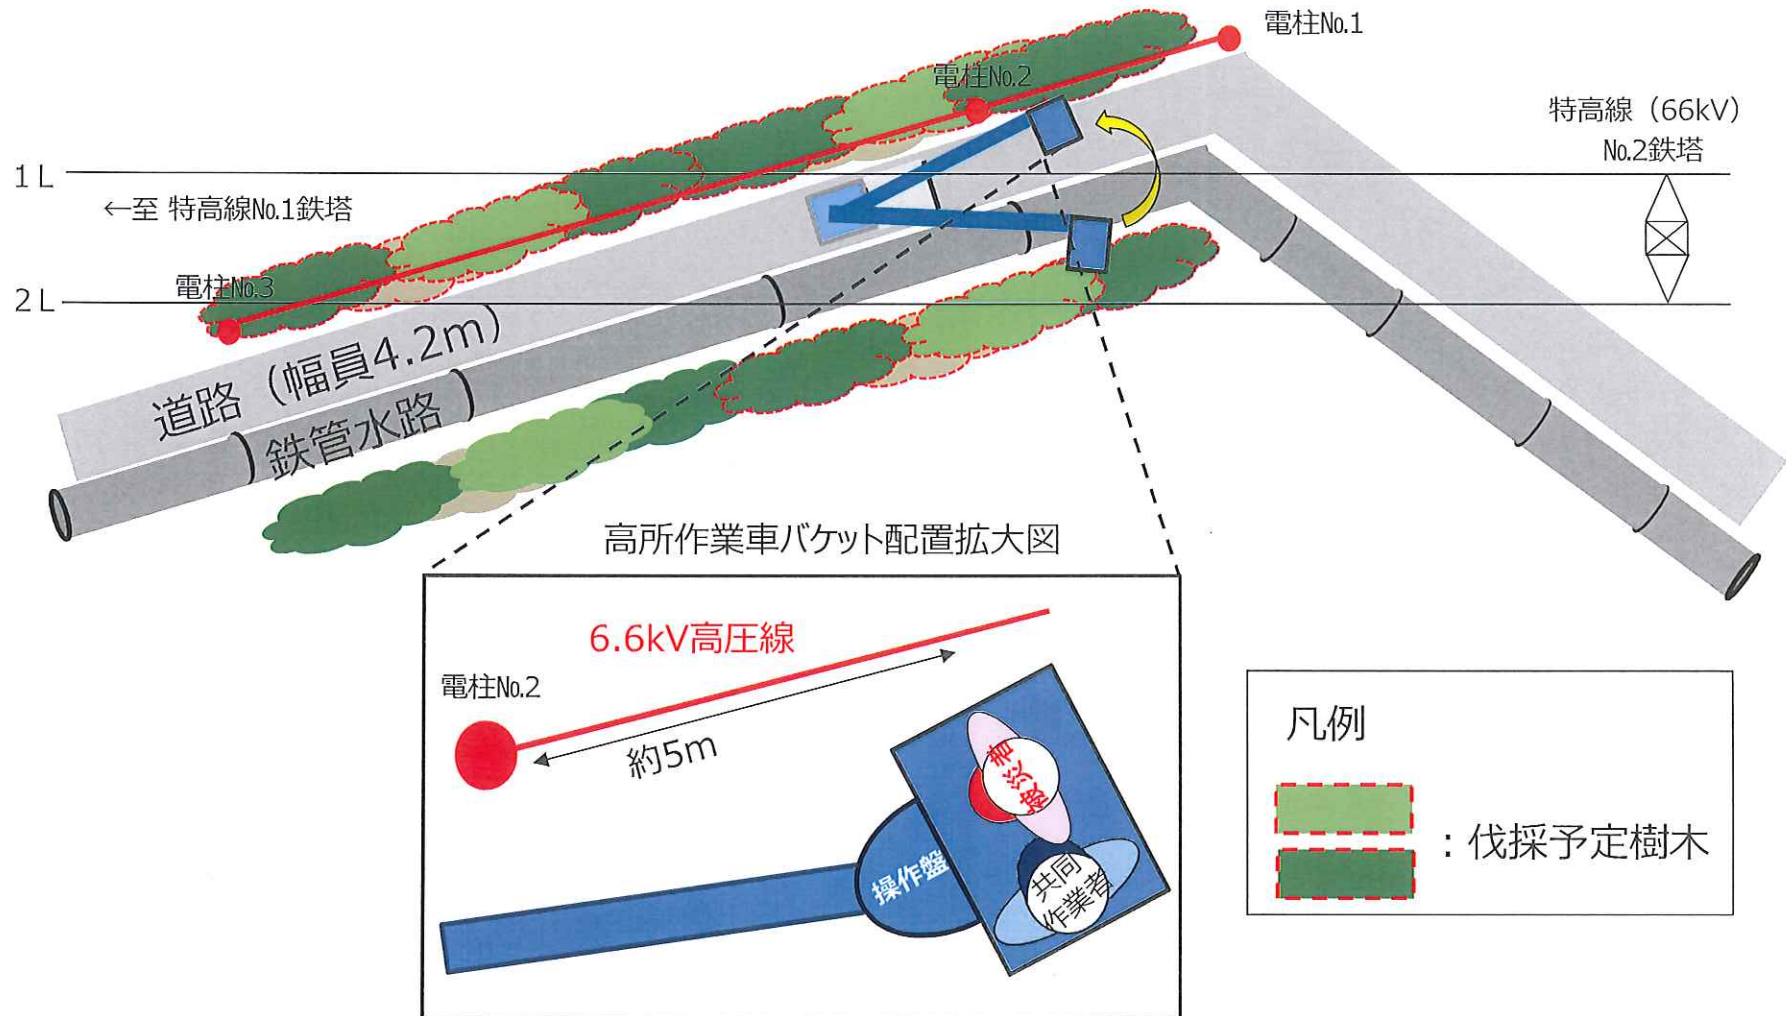 電柱No.1
電柱No.2
特高線（66kV）
No.2鉄塔
1L
←至 特高線No.1鉄塔
電柱No.3
2L
道路（幅員4.2m）
鉄管水路
高所作業車バケット配置拡大図
6.6kV高圧線
電柱No.2
約5m
被災者
操作盤
共同
作業者
凡例
：伐採予定樹木